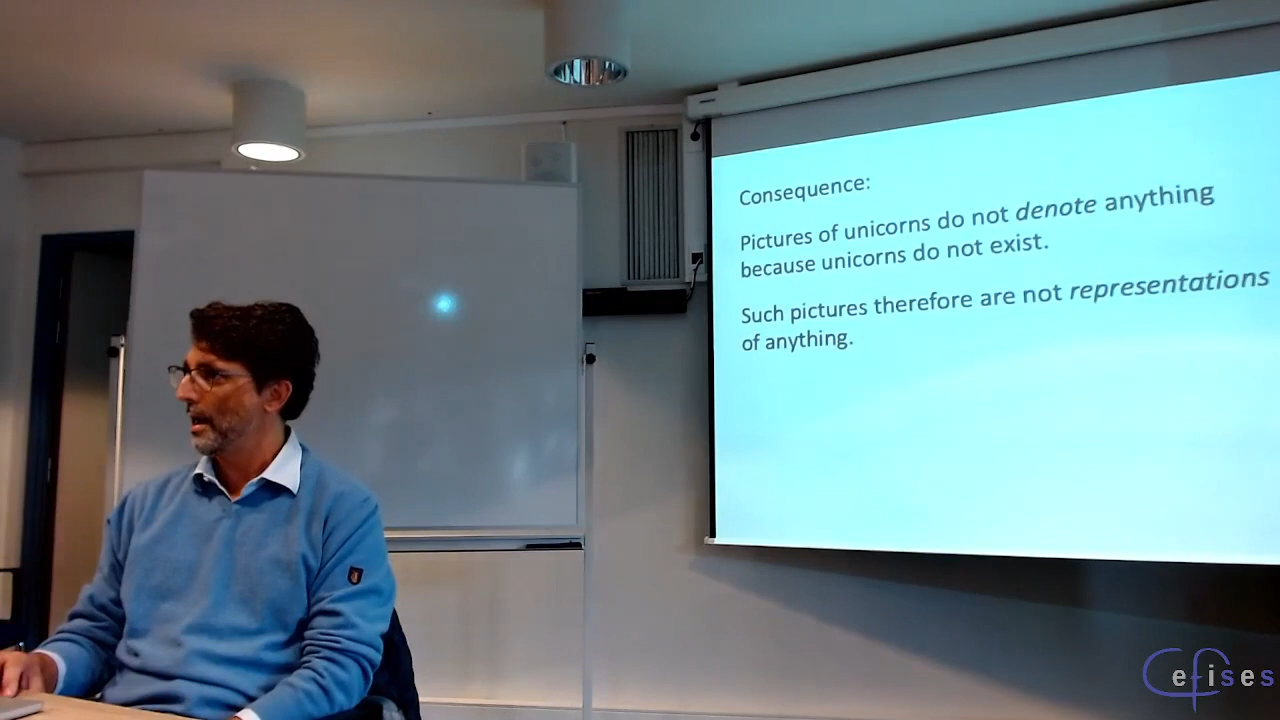 Consequence:
Pictures of unicorns do not denote anything
because unicorns do not exist.
Such pictures therefore are not representations
of anything.
Cefises